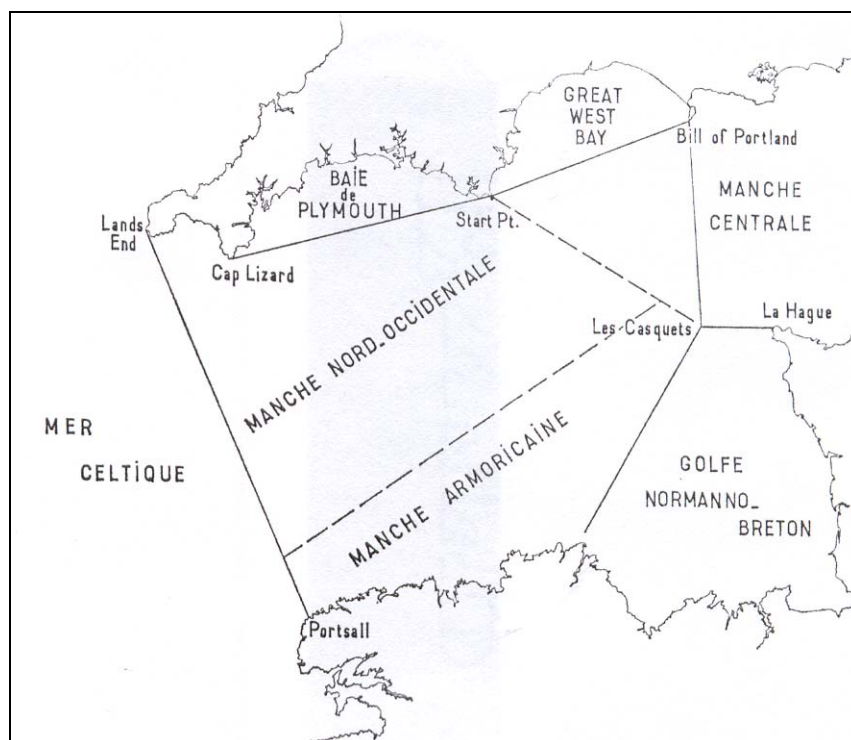 GREAT
WEST
BAY
Bill of Portland
BAiE
de
PLYMOUTH
MANCHE
CENTRALE
Lands
End
Start Pt.
Cap Lizard
La Hague
Les Casquets
MANCHE NORD_OCCiDENTALE
MER
CELTiQUE
MANCHE ARMORiCAiNE
GOLFE
NORMANNO_
BRETON
Portsall